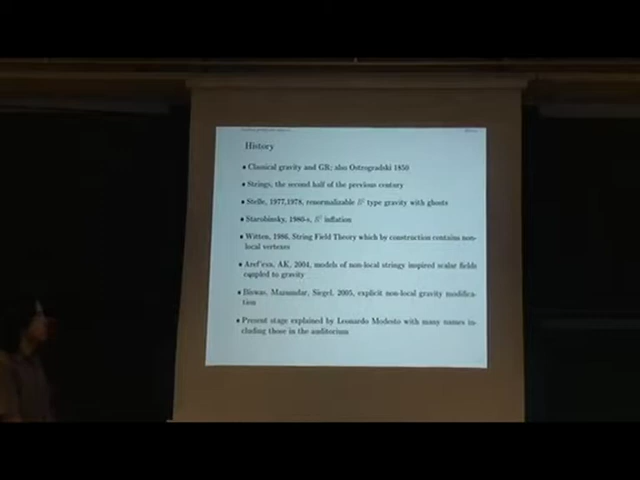 History
• Classical gravity and GR; also Ostrogradski 1850
• Strings, the second half of the previous century
• Stelle, 1977,1978, renormalizable R² type gravity with ghosts
• Starobinsky, 1980-s, R² inflation
• Witten, 1986, String Field Theory which by construction contains non-
local vertexes
• Aref'eva, AK, 2004, models of non-local stringy inspired scalar fields
coupled to gravity
• Biswas, Mazumdar, Siegel, 2005, explicit non-local gravity modifica-
tion
• Present stage explained by Leonardo Modesto with many names in-
cluding those in the auditorium